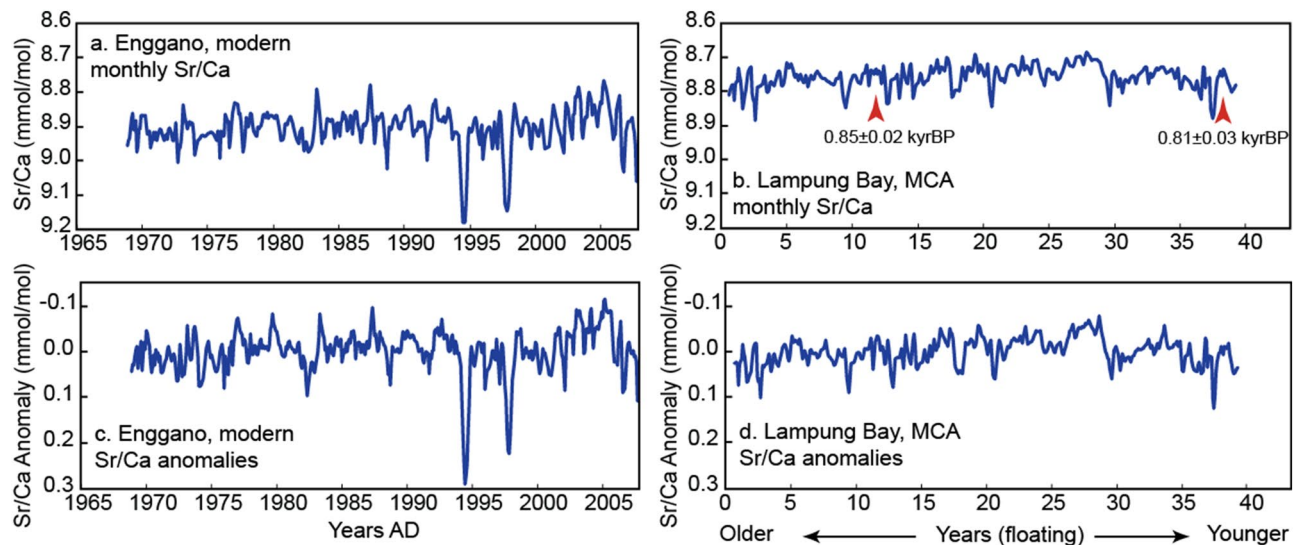 8.6
8.7
8.8
8.9
9.0
9.1
9.2
Sr/Ca (mmol/mol)
a. Enggano, modern
monthly Sr/Ca
1965 1970 1975 1980 1985 1990 1995 2000 2005
8.6
8.7
8.8
8.9
9.0
9.1
9.2
Sr/Ca (mmol/mol)
0.85±0.02 kyrBP
0.81±0.03 kyrBP
b. Lampung Bay, MCA
monthly Sr/Ca
0 5 10 15 20 25 30 35 40
-0.1
0.0
0.1
0.2
0.3
Sr/Ca Anomaly (mmol/mol)
c. Enggano, modern
Sr/Ca anomalies
1965 1970 1975 1980 1985 1990 1995 2000 2005
Years AD
-0.1
0.0
0.1
0.2
0.3
Sr/Ca Anomaly (mmol/mol)
d. Lampung Bay, MCA
Sr/Ca anomalies
0 5 10 15 20 25 30 35 40
Older Years (floating) Younger